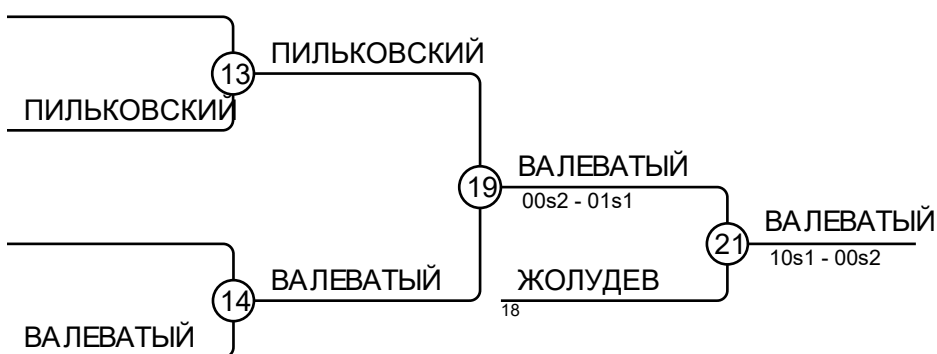 ПИЛЬКОВСКИЙ
13
ПИЛЬКОВСКИЙ
ВАЛЕВАТЫЙ
19
00s2 - 01s1
ВАЛЕВАТЫЙ
21
10s1 - 00s2
ВАЛЕВАТЫЙ
ЖОЛУДЕВ
14
18
ВАЛЕВАТЫЙ